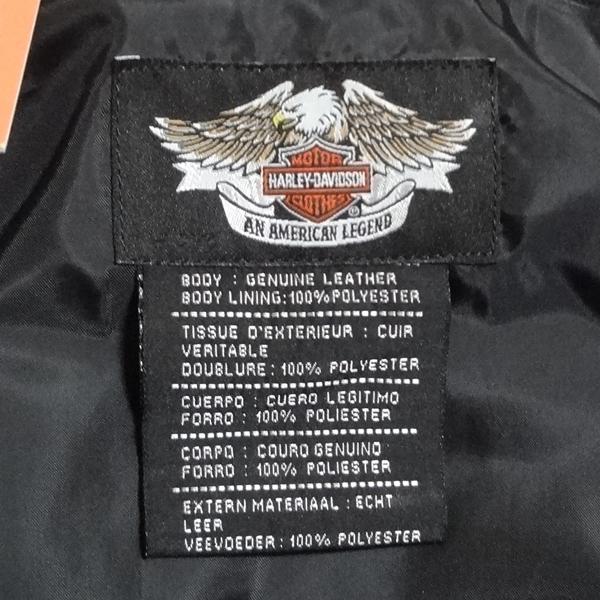 MOTOR
HARLEY-DAVIDSON
CLOTHES
AN AMERICAN LEGEND
BODY : GENUINE LEATHER
BODY LINING:100% POLYESTER
TISSUE D'EXTERIEUR : CUIR
VERITABLE
DOUBLURE : 100% POLYESTER
CUERPO : CUERO LEGITIMO
FORRO : 100% POLIESTER
CORPO : COURO GENUINO
FORRO : 100% POLIESTER
EXTERN MATERIAAL : ECHT
LEER
VEEVOEDER : 100% POLYESTER